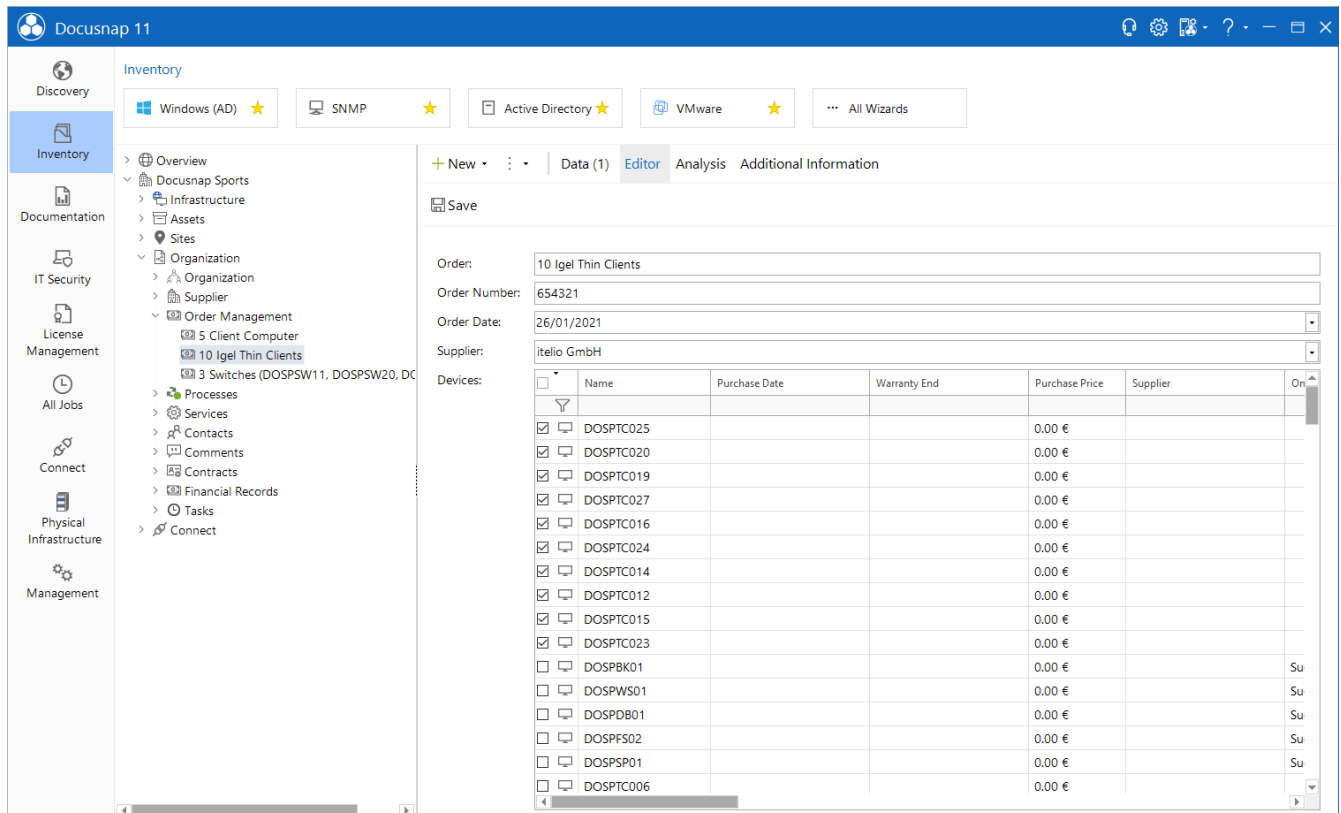 Docusnap 11
?
Discovery
Inventory
Documentation
IT Security
License
Management
All Jobs
Connect
Physical
Infrastructure
Management
Inventory
Windows (AD)
SNMP
Active Directory
VMware
··· All Wizards
Overview
Docusnap Sports
Infrastructure
Assets
Sites
Organization
Organization
Supplier
Order Management
5 Client Computer
10 Igel Thin Clients
3 Switches (DOSPSW11, DOSPSW20, DC
Processes
Services
Contacts
Comments
Contracts
Financial Records
Tasks
Connect
New Data (1) Editor Analysis Additional Information
Save
Order: 10 Igel Thin Clients
Order Number: 654321
Order Date: 26/01/2021
Supplier: itelio GmbH
Devices:
Name Purchase Date Warranty End Purchase Price Supplier On
DOSPTC025 0.00 €
DOSPTC020 0.00 €
DOSPTC019 0.00 €
DOSPTC027 0.00 €
DOSPTC016 0.00 €
DOSPTC024 0.00 €
DOSPTC014 0.00 €
DOSPTC012 0.00 €
DOSPTC015 0.00 €
DOSPTC023 0.00 €
DOSPBK01 0.00 € Su
DOSPWS01 0.00 € Su
DOSPDB01 0.00 € Su
DOSPFS02 0.00 € Su
DOSPSP01 0.00 € Su
DOSPTC006 0.00 €